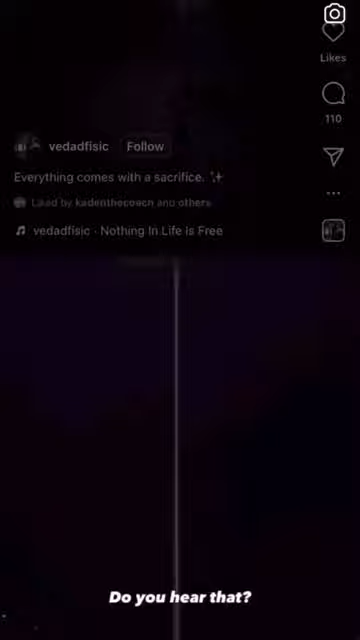 Likes
110
vedadfisic Follow
Everything comes with a sacrifice. ✨
Liked by kadenthecoach and others
vedadfisic · Nothing In Life is Free
Do you hear that?